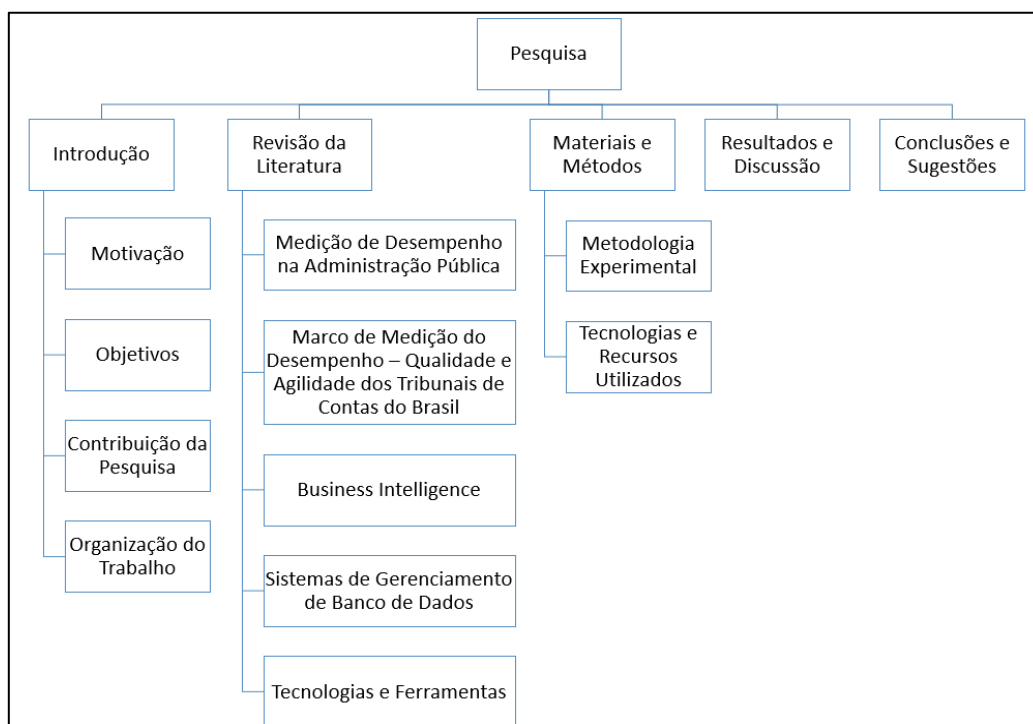 Pesquisa
Introdução
Revisão da
Literatura
Materiais e
Métodos
Resultados e
Discussão
Conclusões e
Sugestões
Motivação
Objetivos
Contribuição da
Pesquisa
Organização do
Trabalho
Medição de Desempenho
na Administração Pública
Marco de Medição do
Desempenho – Qualidade e
Agilidade dos Tribunais de
Contas do Brasil
Business Intelligence
Sistemas de Gerenciamento
de Banco de Dados
Tecnologias e Ferramentas
Metodologia
Experimental
Tecnologias e
Recursos
Utilizados